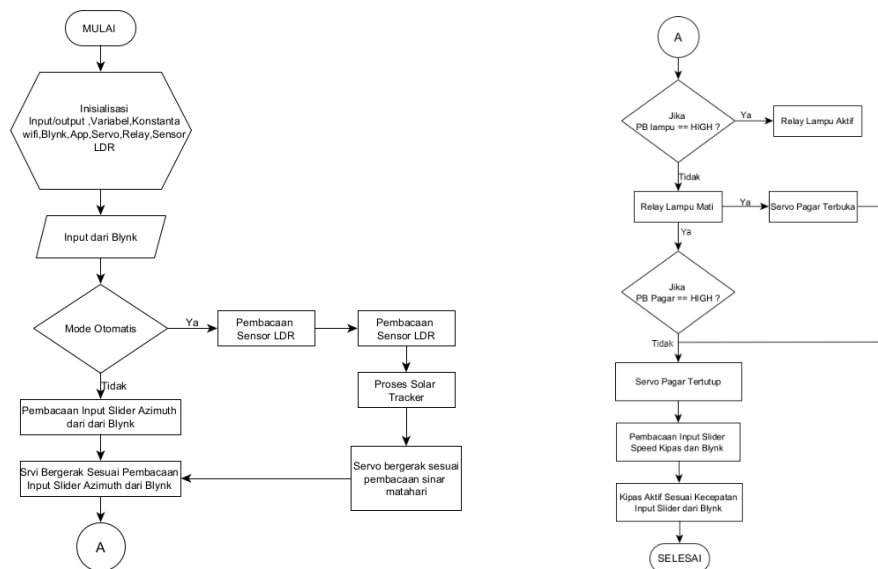 MULAI
Inisialisasi
Input/output ,Variabel,Konstanta
wifi,Blynk,App,Servo,Relay,Sensor
LDR
Input dari Blynk
Mode Otomatis
Ya
Pembacaan
Sensor LDR
Pembacaan
Sensor LDR
Proses Solar
Tracker
Servo bergerak sesuai
pembacaan sinar
matahari
Tidak
Pembacaan Input Slider Azimuth
dari dari Blynk
Srvi Bergerak Sesuai Pembacaan
Input Slider Azimuth dari Blynk
A
A
Jika
PB lampu == HIGH ?
Ya
Relay Lampu Aktif
Tidak
Relay Lampu Mati
Ya
Servo Pagar Terbuka
Ya
Jika
PB Pagar == HIGH ?
Tidak
Servo Pagar Tertutup
Pembacaan Input Slider
Speed Kipas dan Blynk
Kipas Aktif Sesuai Kecepatan
Input Slider dari Blynk
SELESAI